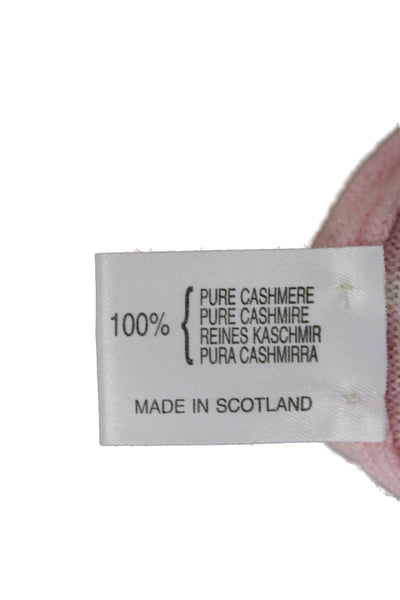 100%
PURE CASHMERE
PURE CASHMIRE
REINES KASCHMIR
PURA CASHMIRRA
MADE IN SCOTLAND